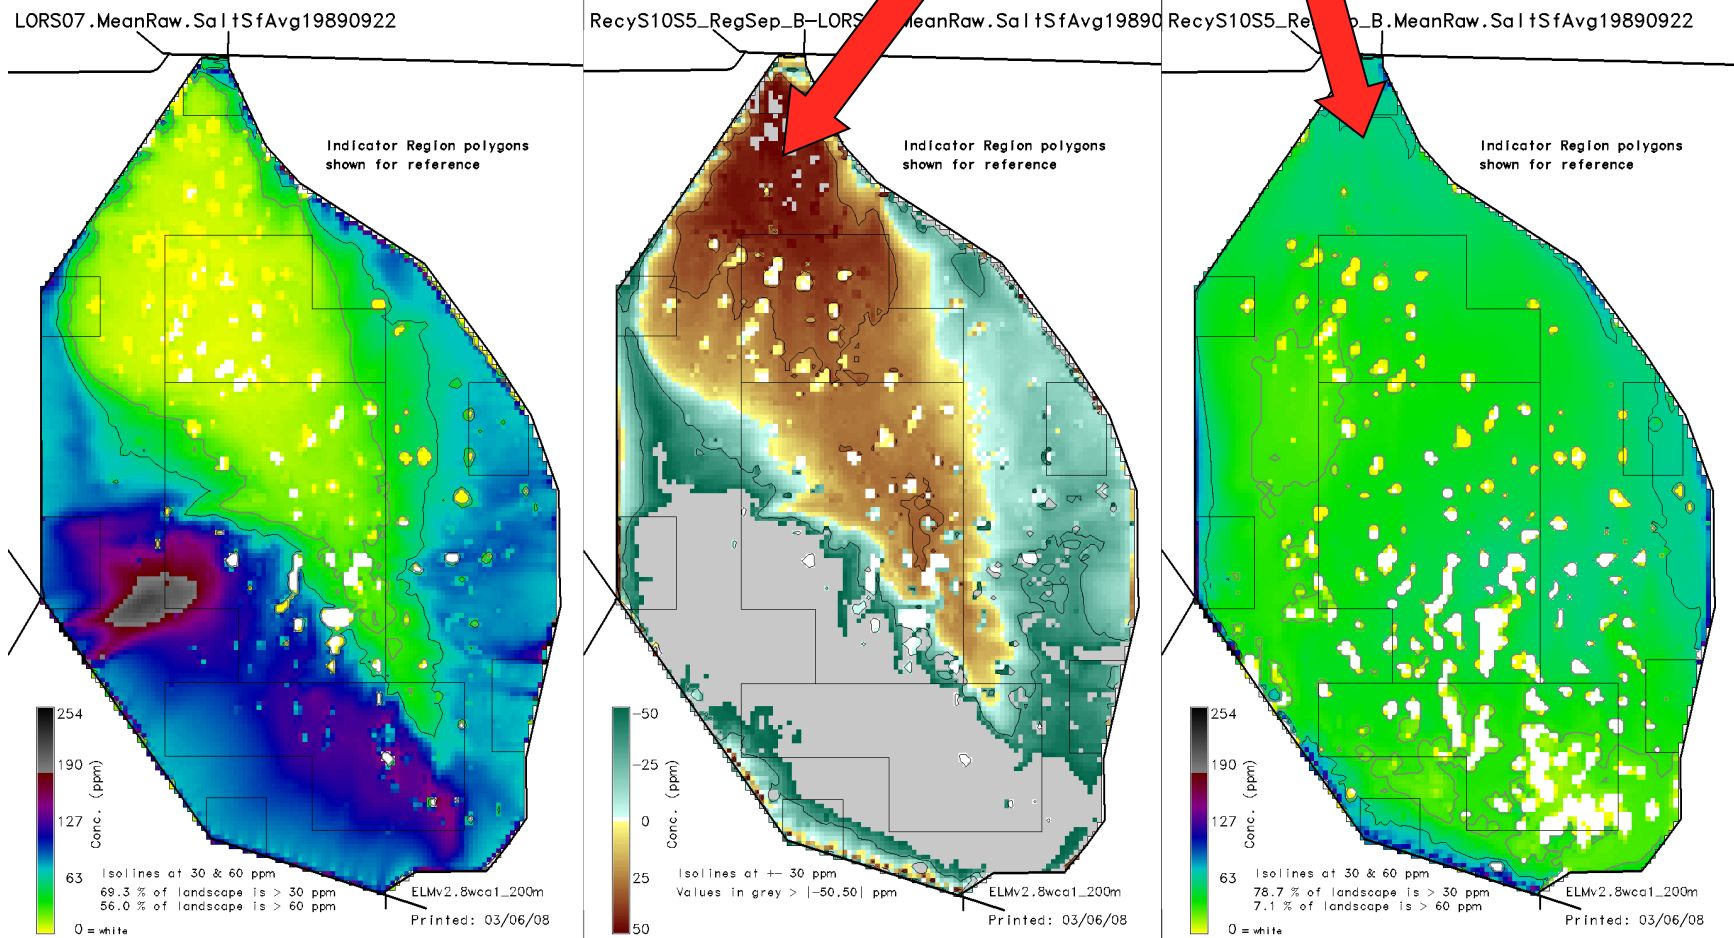 LORS07.MeanRaw.SaltSfAvg19890922
Indicator Region polygons
shown for reference
254
190
127
63
0 = white
Conc. (ppm)
Isolines at 30 & 60 ppm
69.3 % of landscape is > 30 ppm
56.0 % of landscape is > 60 ppm
ELMv2.8wca1_200m
Printed: 03/06/08
RecyS10S5_RegSep_B-LORS MeanRaw.SaltSfAvg19890
Indicator Region polygons
shown for reference
-50
-25
0
25
50
Conc. (ppm)
Isolines at +- 30 ppm
Values in grey > |-50.50| ppm
ELMv2.8wca1_200m
Printed: 03/06/08
RecyS10S5_Re p_B.MeanRaw.SaltSfAvg19890922
Indicator Region polygons
shown for reference
254
190
127
63
0 = white
Conc. (ppm)
Isolines at 30 & 60 ppm
78.7 % of landscape is > 30 ppm
7.1 % of landscape is > 60 ppm
ELMv2.8wca1_200m
Printed: 03/06/08